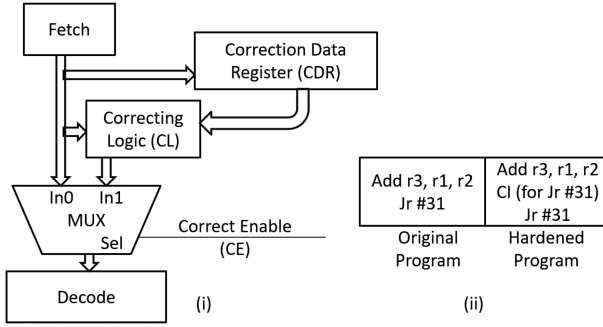 Fetch
Correction Data
Register (CDR)
Correcting
Logic (CL)
In0 In1
MUX
Sel
Correct Enable
(CE)
Decode
(i)
Add r3, r1, r2
Jr #31
Add r3, r1, r2
CI (for Jr #31)
Jr #31
Original
Program
Hardened
Program
(ii)